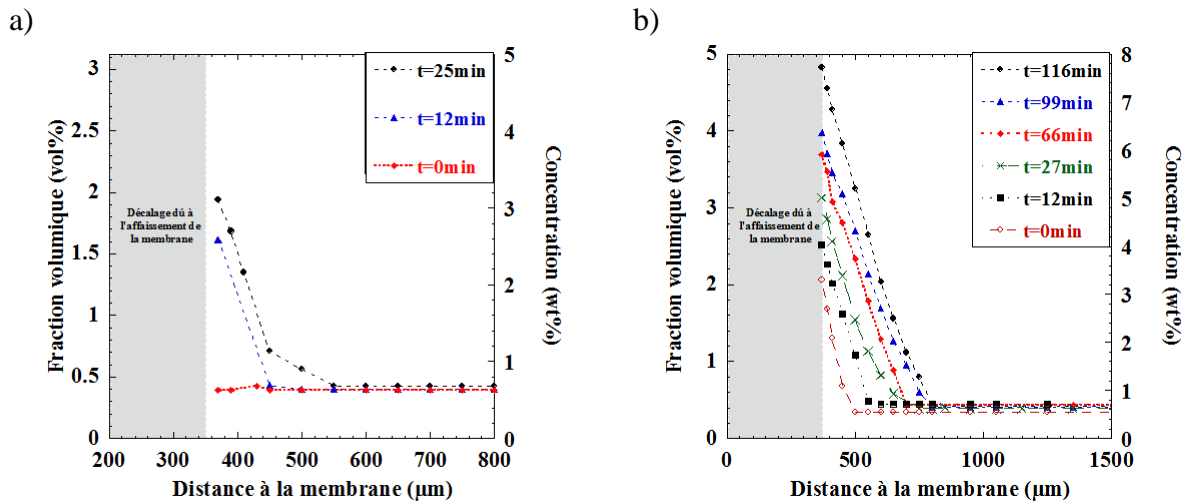 a)
Fraction volumique (vol%)
3
2.5
2
1.5
1
0.5
0
Décalage dû à
l'affaissement de
la membrane
t=25min
t=12min
t=0min
5
4
3
2
1
0
Concentration (wt%)
200 300 400 500 600 700 800
Distance à la membrane (µm)
b)
Fraction volumique (vol%)
5
4
3
2
1
0
Décalage dû à
l'affaissement de
la membrane
t=116min
t=99min
t=66min
t=27min
t=12min
t=0min
8
7
6
5
4
3
2
1
0
Concentration (wt%)
0 500 1000 1500
Distance à la membrane (µm)